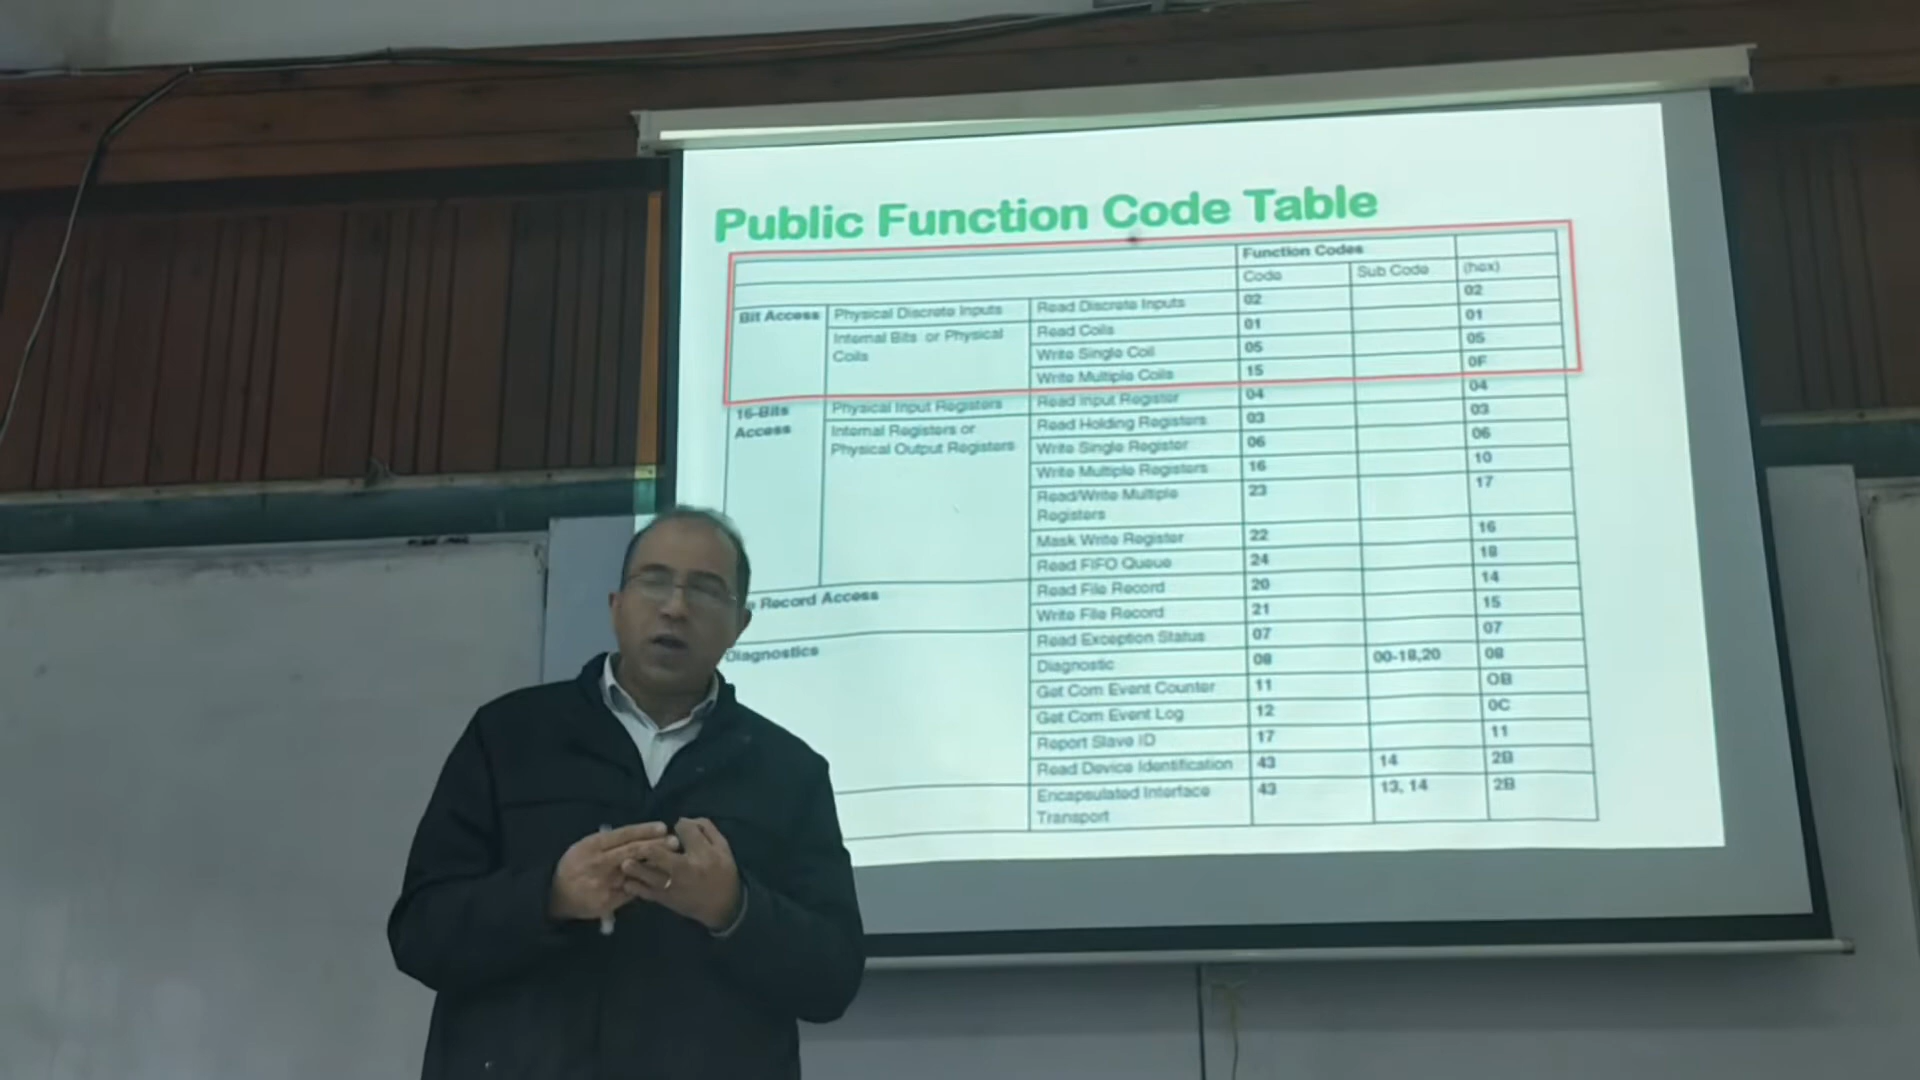 Public Function Code Table
Function Codes
Code Sub Code (hex)
Bit Access Physical Discrete Inputs Read Discrete Inputs 02 02
Internal Bits or Physical Coils Read Coils 01 01
Write Single Coil 05 05
Write Multiple Coils 15 0F
16-Bits Access Physical Input Registers Read Input Register 04 04
Internal Registers or Physical Output Registers Read Holding Registers 03 03
Write Single Register 06 06
Write Multiple Registers 16 10
Read/Write Multiple Registers 23 17
Mask Write Register 22 16
Read FIFO Queue 24 18
Record Access Read File Record 20 14
Write File Record 21 15
Diagnostics Read Exception Status 07 07
Diagnostic 08 00-18,20 08
Get Com Event Counter 11 OB
Get Com Event Log 12 0C
Report Slave ID 17 11
Read Device Identification 43 14 2B
Encapsulated Interface Transport 43 13, 14 2B